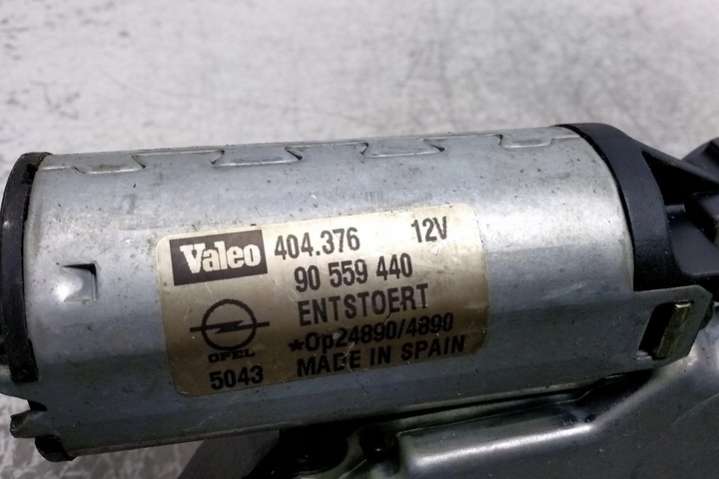 Valeo 404.376 12V
90 559 440
ENTSTOERT
*Op24890/4890
OPEL
5043 MADE IN SPAIN